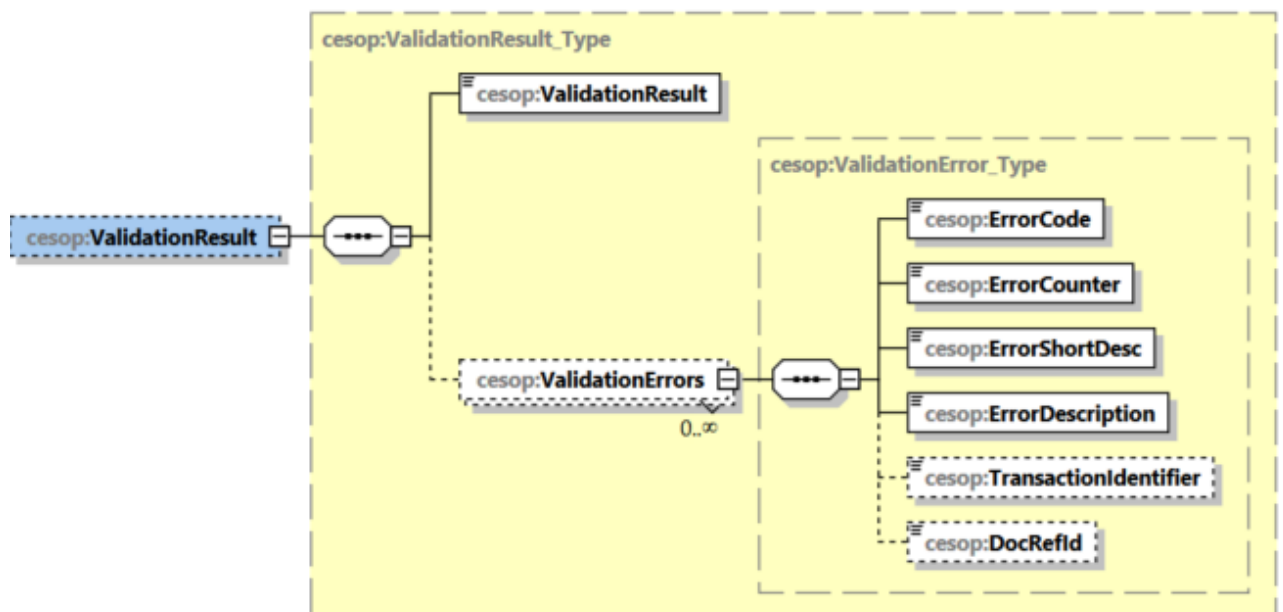 cesop:ValidationResult_Type
cesop:ValidationResult
cesop:ValidationError_Type
cesop:ErrorCode
cesop:ValidationResult
cesop:ErrorCounter
cesop:ErrorShortDesc
cesop:ValidationErrors
0..∞
cesop:ErrorDescription
cesop:TransactionIdentifier
cesop:DocRefId